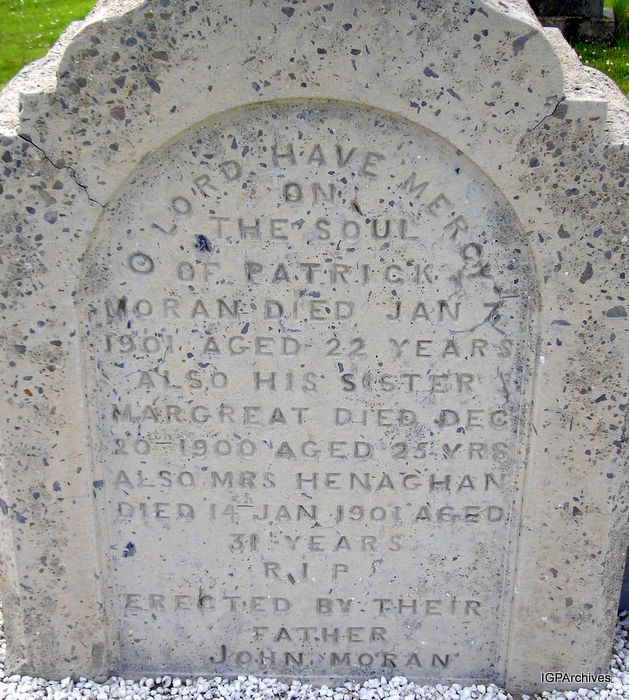 O LORD HAVE MERCY
ON
THE SOUL
OF PATRICK
MORAN DIED JAN 7
1901 AGED 22 YEARS
ALSO HIS SISTER
MARGREAT DIED DEC
20TH 1900 AGED 25 YRS
ALSO MRS HENAGHAN
DIED 14TH JAN 1901 AGED
31 YEARS
R I P
ERECTED BY THEIR
FATHER
JOHN MORAN
IGPArchives